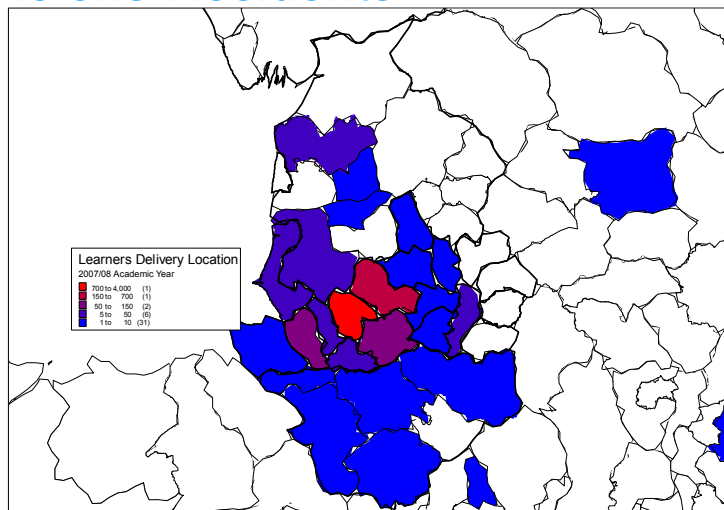 Learners Delivery Location
2007/08 Academic Year
700 to 4,000 (1)
150 to 700 (1)
50 to 150 (2)
5 to 50 (6)
1 to 10 (31)